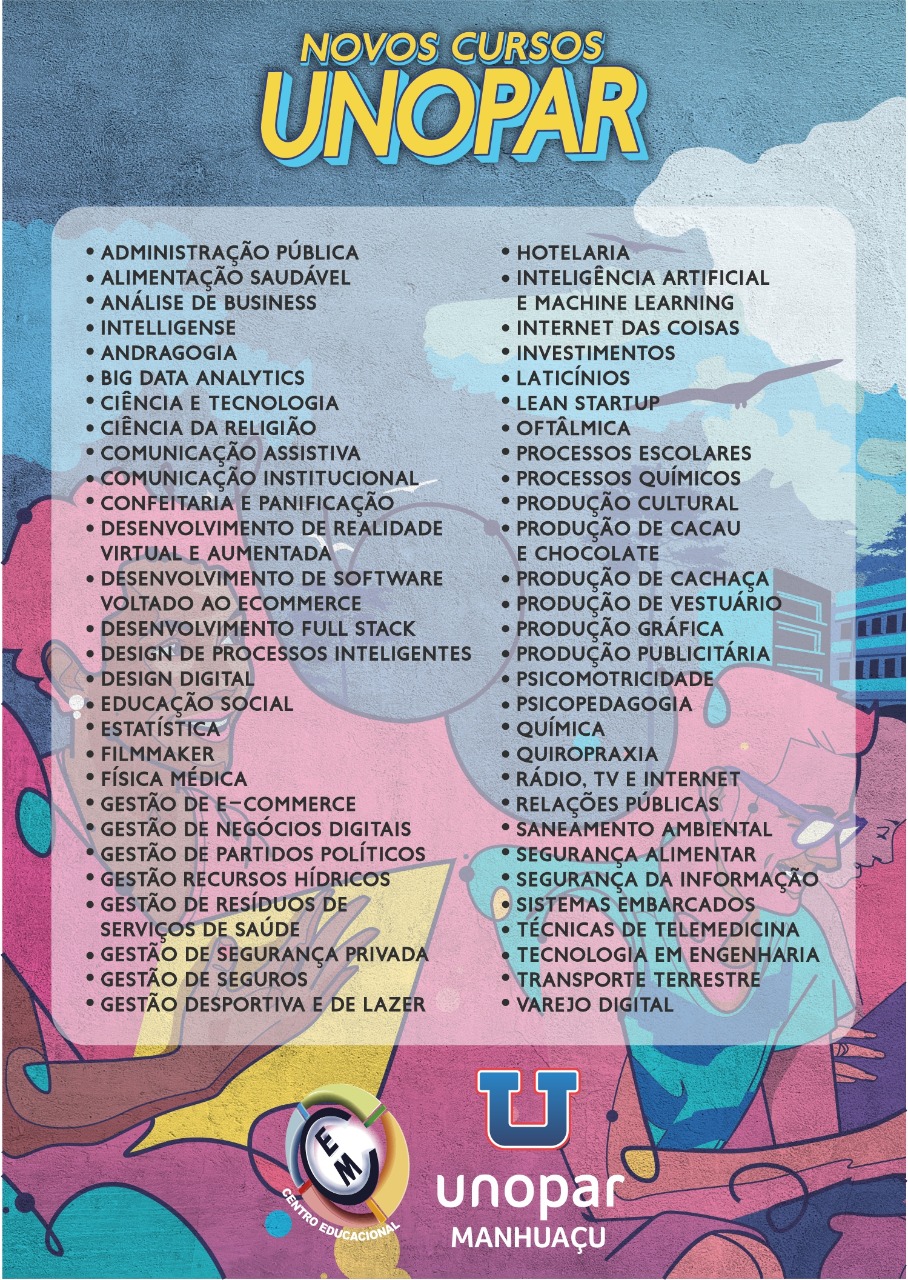 NOVOS CURSOS
UNOPAR
• ADMINISTRAÇÃO PÚBLICA
• ALIMENTAÇÃO SAUDÁVEL
• ANÁLISE DE BUSINESS
• INTELLIGENSE
• ANDRAGOGIA
• BIG DATA ANALYTICS
• CIÊNCIA E TECNOLOGIA
• CIÊNCIA DA RELIGIÃO
• COMUNICAÇÃO ASSISTIVA
• COMUNICAÇÃO INSTITUCIONAL
• CONFEITARIA E PANIFICAÇÃO
• DESENVOLVIMENTO DE REALIDADE
VIRTUAL E AUMENTADA
• DESENVOLVIMENTO DE SOFTWARE
VOLTADO AO ECOMMERCE
• DESENVOLVIMENTO FULL STACK
• DESIGN DE PROCESSOS INTELIGENTES
• DESIGN DIGITAL
• EDUCAÇÃO SOCIAL
• ESTATÍSTICA
• FILMMAKER
• FÍSICA MÉDICA
• GESTÃO DE E-COMMERCE
• GESTÃO DE NEGÓCIOS DIGITAIS
• GESTÃO DE PARTIDOS POLÍTICOS
• GESTÃO RECURSOS HÍDRICOS
• GESTÃO DE RESÍDUOS DE
SERVIÇOS DE SAÚDE
• GESTÃO DE SEGURANÇA PRIVADA
• GESTÃO DE SEGUROS
• GESTÃO DESPORTIVA E DE LAZER
• HOTELARIA
• INTELIGÊNCIA ARTIFICIAL
E MACHINE LEARNING
• INTERNET DAS COISAS
• INVESTIMENTOS
• LATICÍNIOS
• LEAN STARTUP
• OFTÂLMICA
• PROCESSOS ESCOLARES
• PROCESSOS QUÍMICOS
• PRODUÇÃO CULTURAL
• PRODUÇÃO DE CACAU
E CHOCOLATE
• PRODUÇÃO DE CACHAÇA
• PRODUÇÃO DE VESTUÁRIO
• PRODUÇÃO GRÁFICA
• PRODUÇÃO PUBLICITÁRIA
• PSICOMOTRICIDADE
• PSICOPEDAGOGIA
• QUÍMICA
• QUIROPRAXIA
• RÁDIO, TV E INTERNET
• RELAÇÕES PÚBLICAS
• SANEAMENTO AMBIENTAL
• SEGURANÇA ALIMENTAR
• SEGURANÇA DA INFORMAÇÃO
• SISTEMAS EMBARCADOS
• TÉCNICAS DE TELEMEDICINA
• TECNOLOGIA EM ENGENHARIA
• TRANSPORTE TERRESTRE
• VAREJO DIGITAL
CEM
CENTRO EDUCACIONAL
U
unopar
MANHUAÇU